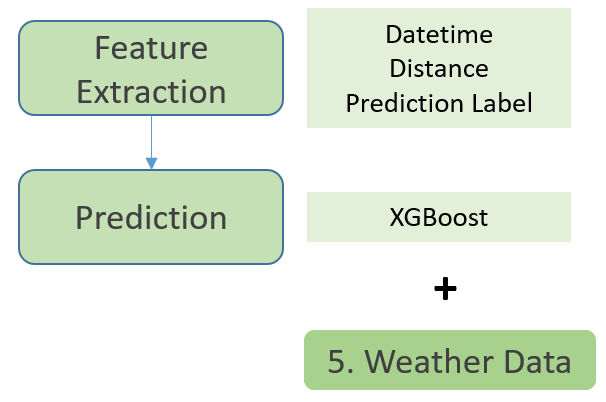 Feature
Extraction
Datetime
Distance
Prediction Label
Prediction
XGBoost
+
5. Weather Data